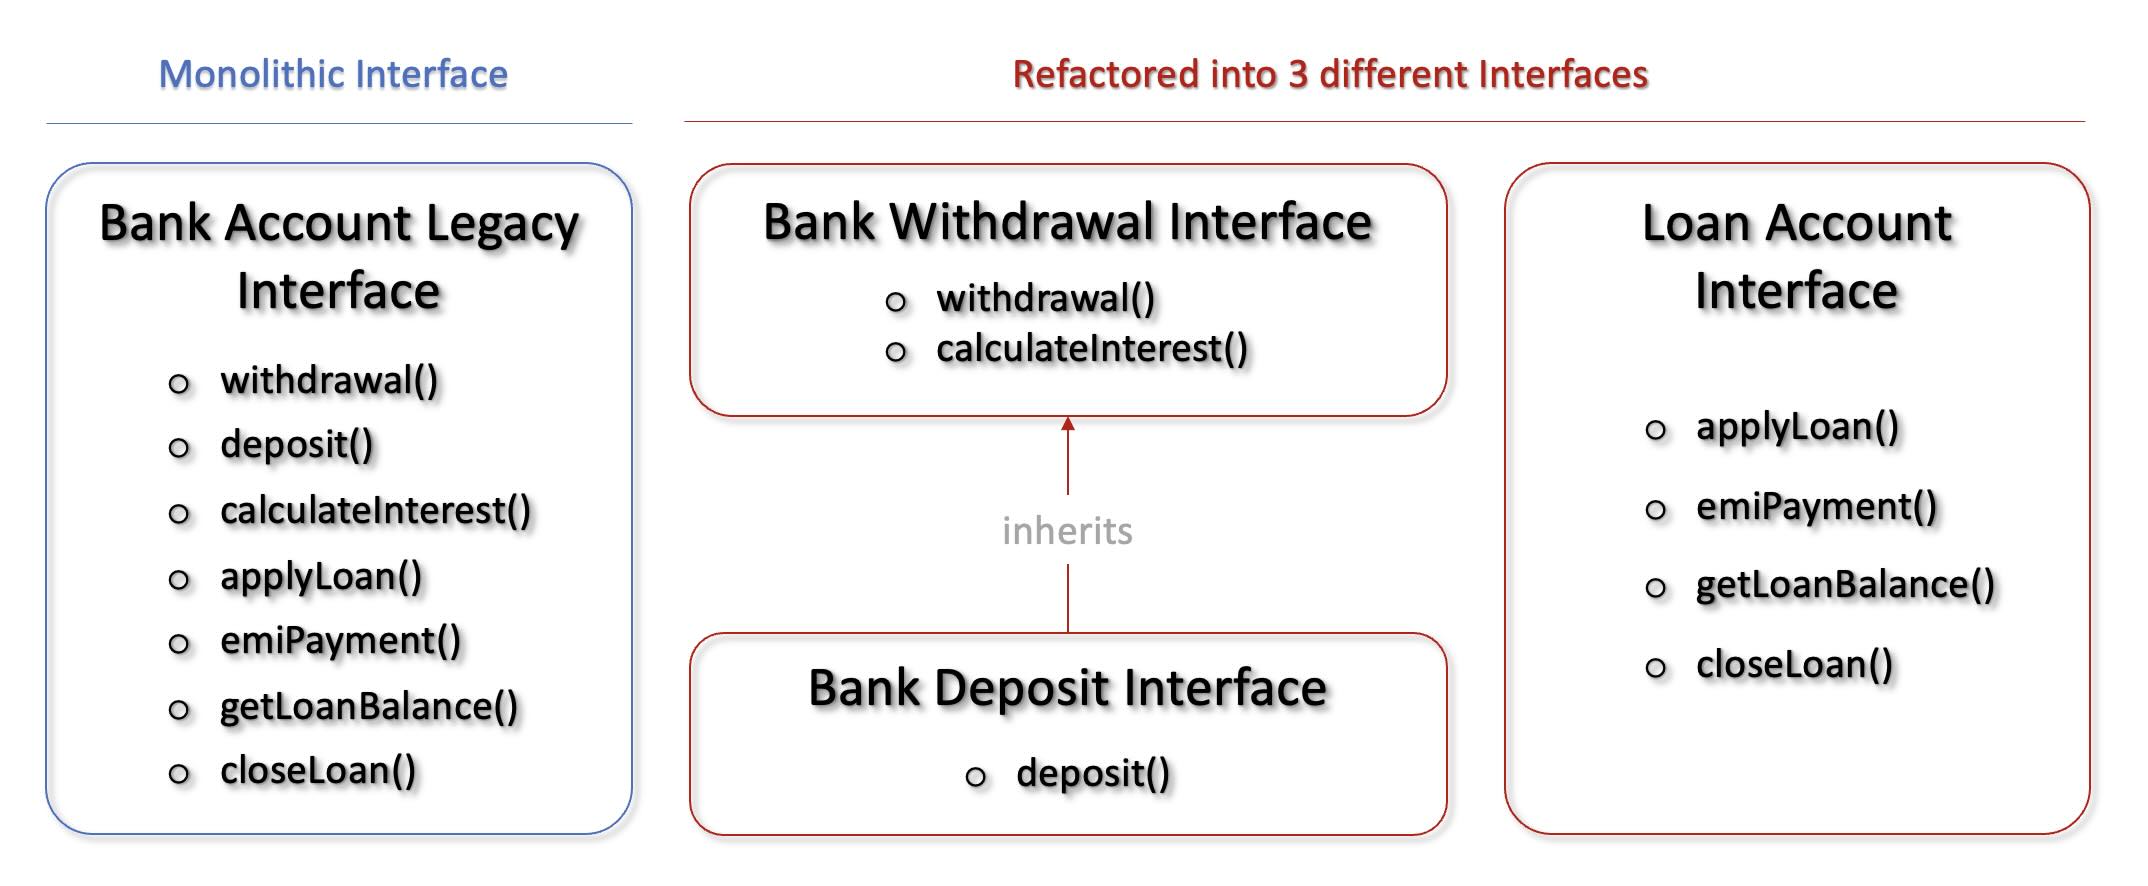 Monolithic Interface
Refactored into 3 different Interfaces
Bank Account Legacy
Interface
withdrawal()
deposit()
calculateInterest()
applyLoan()
emiPayment()
getLoanBalance()
closeLoan()
Bank Withdrawal Interface
withdrawal()
calculateInterest()
inherits
Bank Deposit Interface
deposit()
Loan Account
Interface
applyLoan()
emiPayment()
getLoanBalance()
closeLoan()